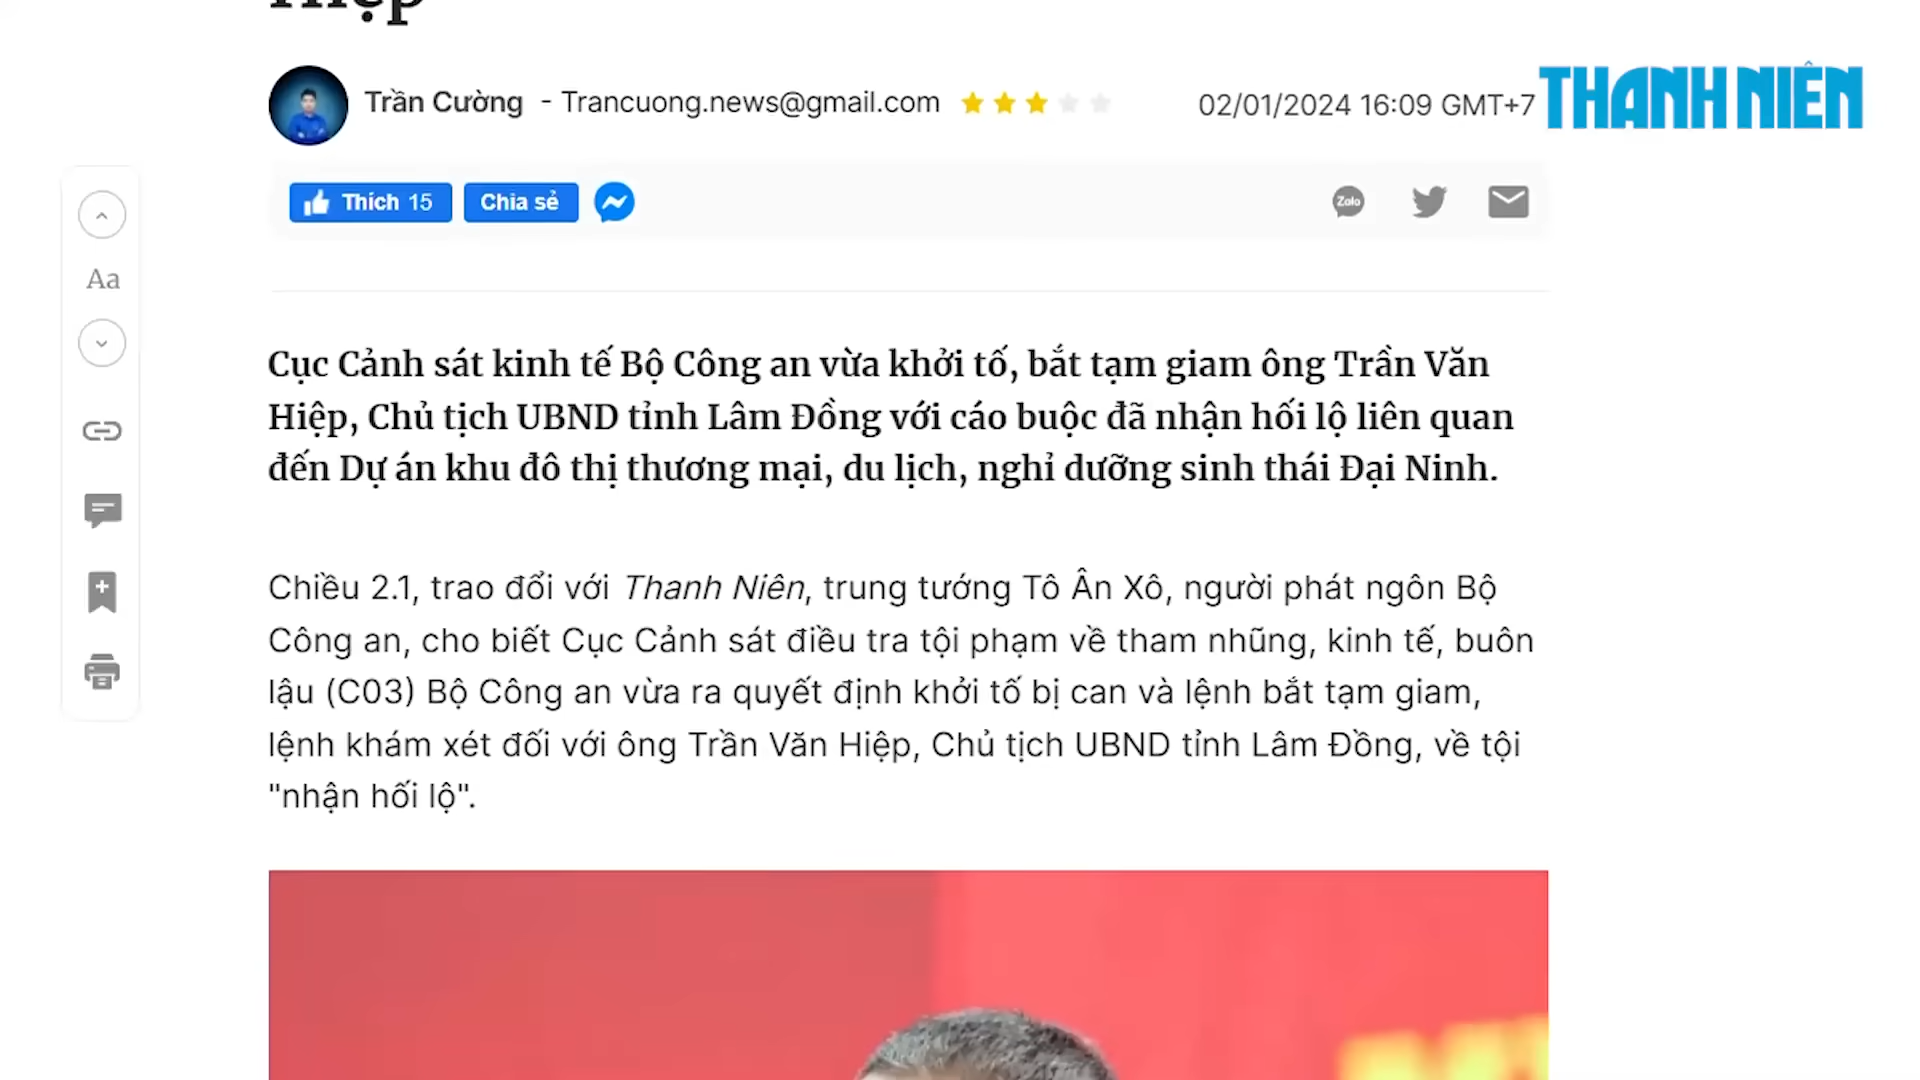 Hiệp
Trần Cường - Trancuong.news@gmail.com
02/01/2024 16:09 GMT+7
THANH NIÊN
Thích 15
Chia sẻ
Zalo
Aa
Cục Cảnh sát kinh tế Bộ Công an vừa khởi tố, bắt tạm giam ông Trần Văn
Hiệp, Chủ tịch UBND tỉnh Lâm Đồng với cáo buộc đã nhận hối lộ liên quan
đến Dự án khu đô thị thương mại, du lịch, nghỉ dưỡng sinh thái Đại Ninh.
Chiều 2.1, trao đổi với Thanh Niên, trung tướng Tô Ân Xô, người phát ngôn Bộ
Công an, cho biết Cục Cảnh sát điều tra tội phạm về tham nhũng, kinh tế, buôn
lậu (C03) Bộ Công an vừa ra quyết định khởi tố bị can và lệnh bắt tạm giam,
lệnh khám xét đối với ông Trần Văn Hiệp, Chủ tịch UBND tỉnh Lâm Đồng, về tội
"nhận hối lộ".